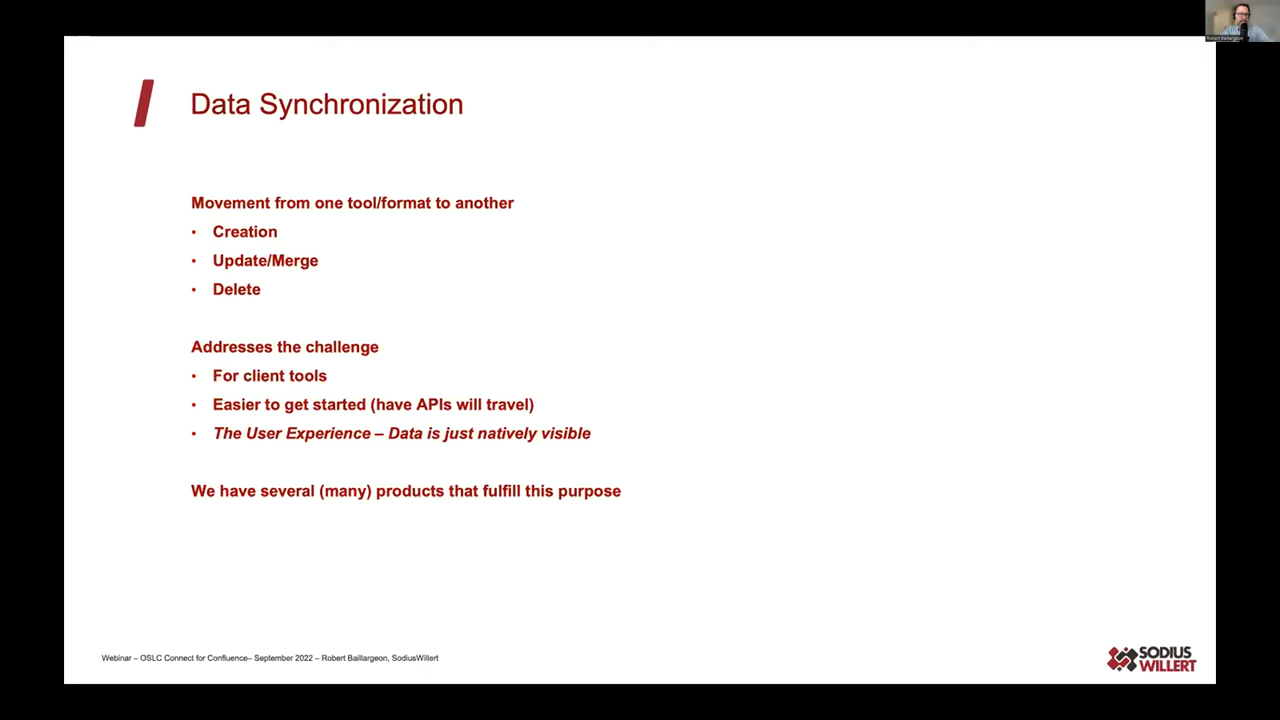 Robert Baillargeon
Data Synchronization
Movement from one tool/format to another
• Creation
• Update/Merge
• Delete
Addresses the challenge
• For client tools
• Easier to get started (have APIs will travel)
• The User Experience – Data is just natively visible
We have several (many) products that fulfill this purpose
Webinar – OSLC Connect for Confluence– September 2022 – Robert Baillargeon, SodiusWillert
SODIUS
WILLERT